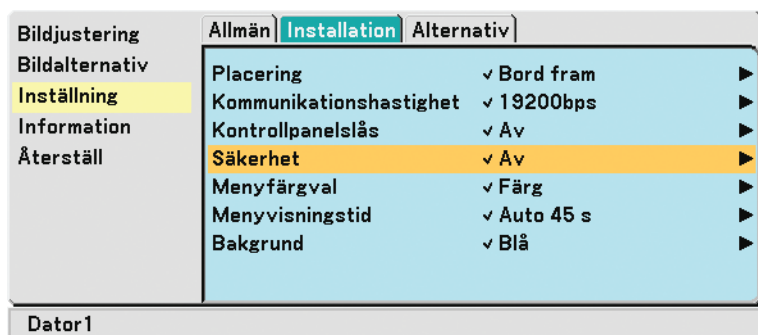 Bildjustering
Bildalternativ
Inställning
Information
Återställ
Allmän Installation Alternativ
Placering ✓ Bord fram ▶
Kommunikationshastighet ✓ 19200bps ▶
Kontrollpanelslås ✓ Av ▶
Säkerhet ✓ Av ▶
Menyfärgval ✓ Färg ▶
Menyvisningstid ✓ Auto 45 s ▶
Bakgrund ✓ Blå ▶
Dator1